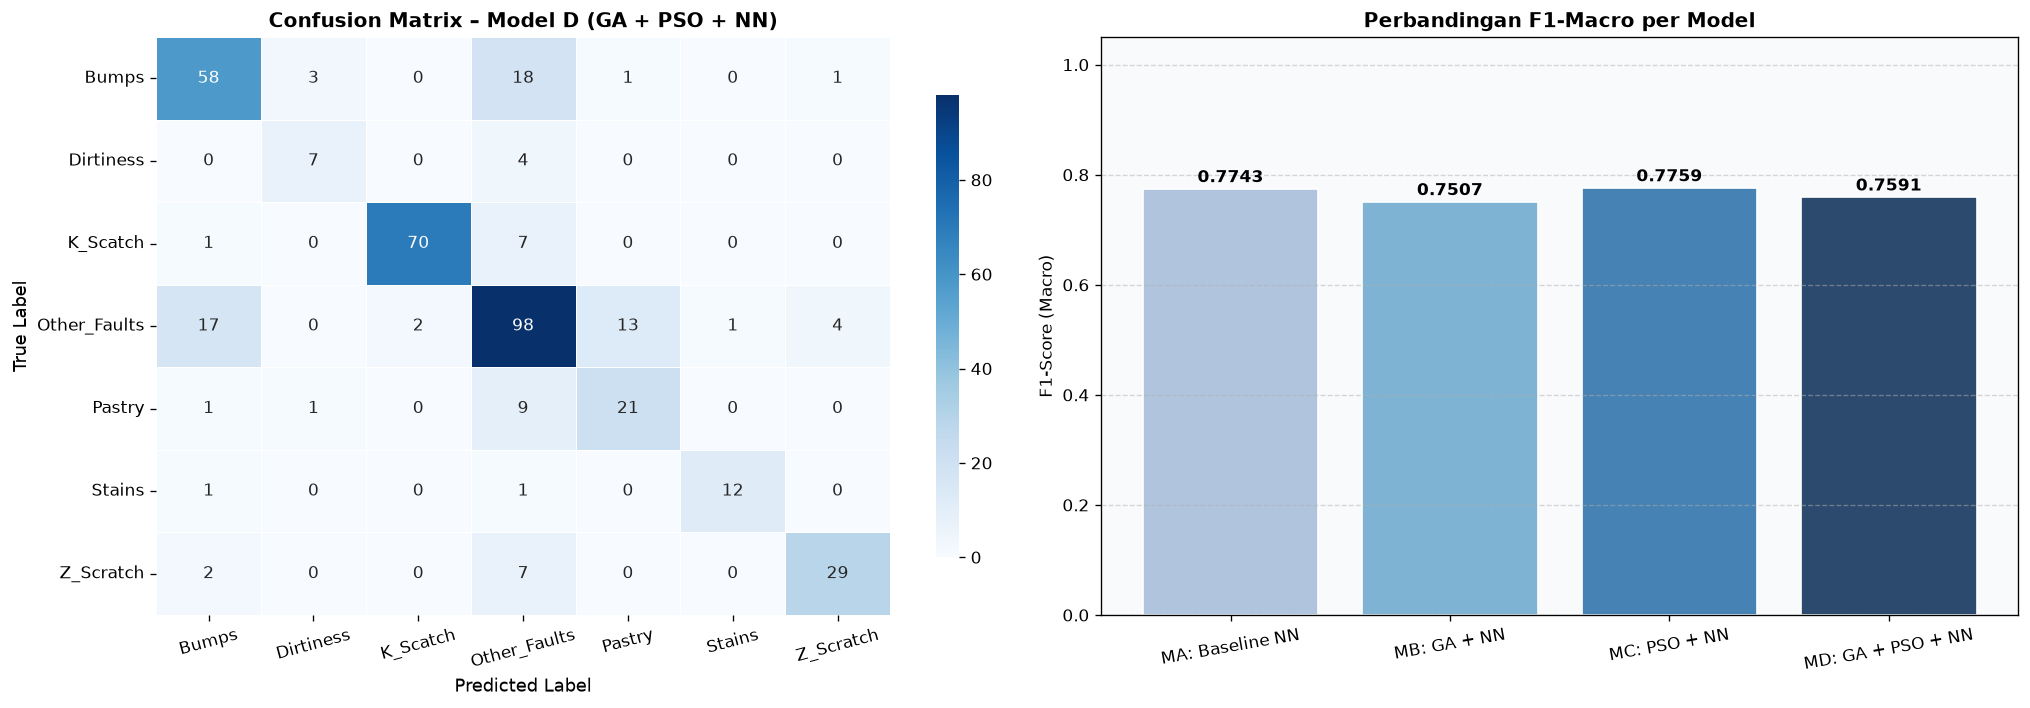 Confusion Matrix – Model D (GA + PSO + NN)
True Label
Bumps 58 3 0 18 1 0 1
Dirtiness 0 7 0 4 0 0 0
K_Scatch 1 0 70 7 0 0 0
Other_Faults 17 0 2 98 13 1 4
Pastry 1 1 0 9 21 0 0
Stains 1 0 0 1 0 12 0
Z_Scratch 2 0 0 7 0 0 29
Bumps Dirtiness K_Scatch Other_Faults Pastry Stains Z_Scratch
Predicted Label
80
60
40
20
0
Perbandingan F1-Macro per Model
F1-Score (Macro)
1.0
0.8
0.6
0.4
0.2
0.0
0.7743 0.7507 0.7759 0.7591
MA: Baseline NN MB: GA + NN MC: PSO + NN MD: GA + PSO + NN